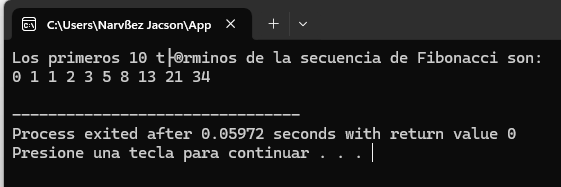 C:\Users\Narvßez Jacson\App
Los primeros 10 t├®rminos de la secuencia de Fibonacci son:
0 1 1 2 3 5 8 13 21 34
--------------------------------
Process exited after 0.05972 seconds with return value 0
Presione una tecla para continuar . . .